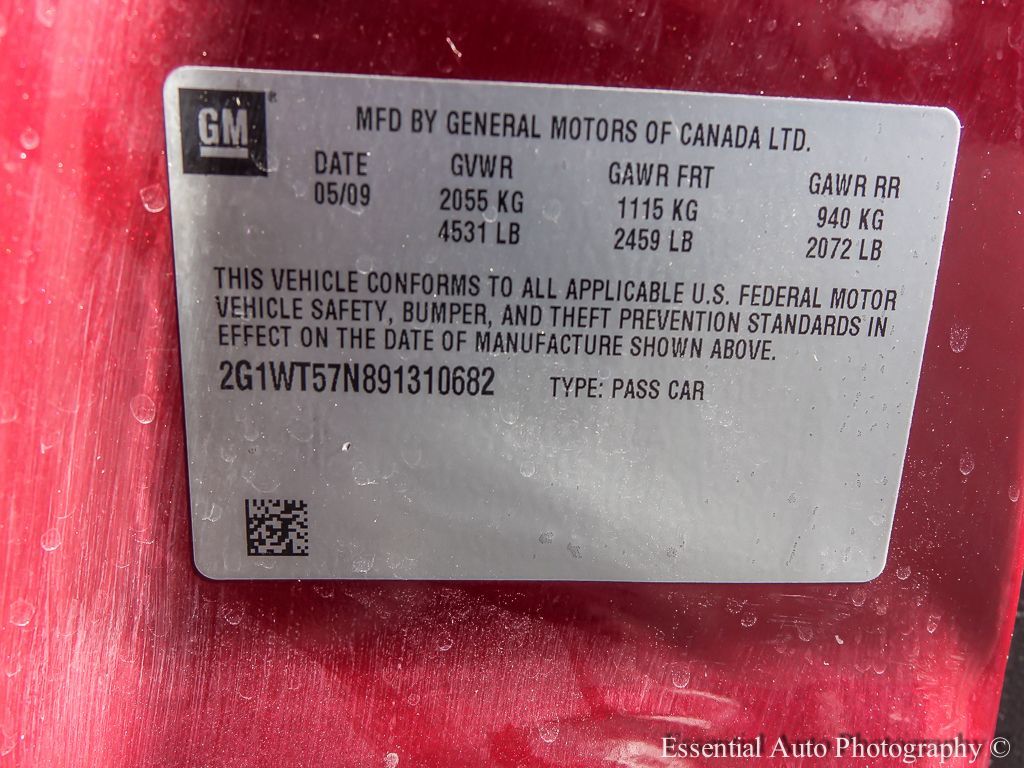 GM ®
MFD BY GENERAL MOTORS OF CANADA LTD.
DATE GVWR GAWR FRT GAWR RR
05/09 2055 KG 1115 KG 940 KG
4531 LB 2459 LB 2072 LB
THIS VEHICLE CONFORMS TO ALL APPLICABLE U.S. FEDERAL MOTOR
VEHICLE SAFETY, BUMPER, AND THEFT PREVENTION STANDARDS IN
EFFECT ON THE DATE OF MANUFACTURE SHOWN ABOVE.
2G1WT57N891310682 TYPE: PASS CAR
Essential Auto Photography ©